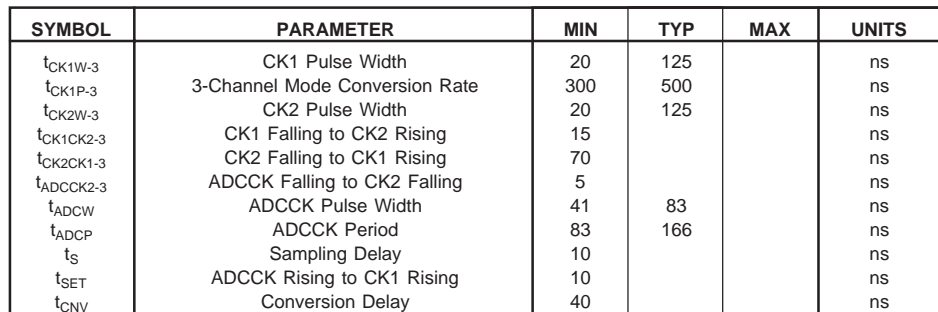 SYMBOL PARAMETER MIN TYP MAX UNITS
tCK1W-3 CK1 Pulse Width 20 125 ns
tCK1P-3 3-Channel Mode Conversion Rate 300 500 ns
tCK2W-3 CK2 Pulse Width 20 125 ns
tCK1CK2-3 CK1 Falling to CK2 Rising 15 ns
tCK2CK1-3 CK2 Falling to CK1 Rising 70 ns
tADCCK2-3 ADCCK Falling to CK2 Falling 5 ns
tADCW ADCCK Pulse Width 41 83 ns
tADCP ADCCK Period 83 166 ns
tS Sampling Delay 10 ns
tSET ADCCK Rising to CK1 Rising 10 ns
tCNV Conversion Delay 40 ns